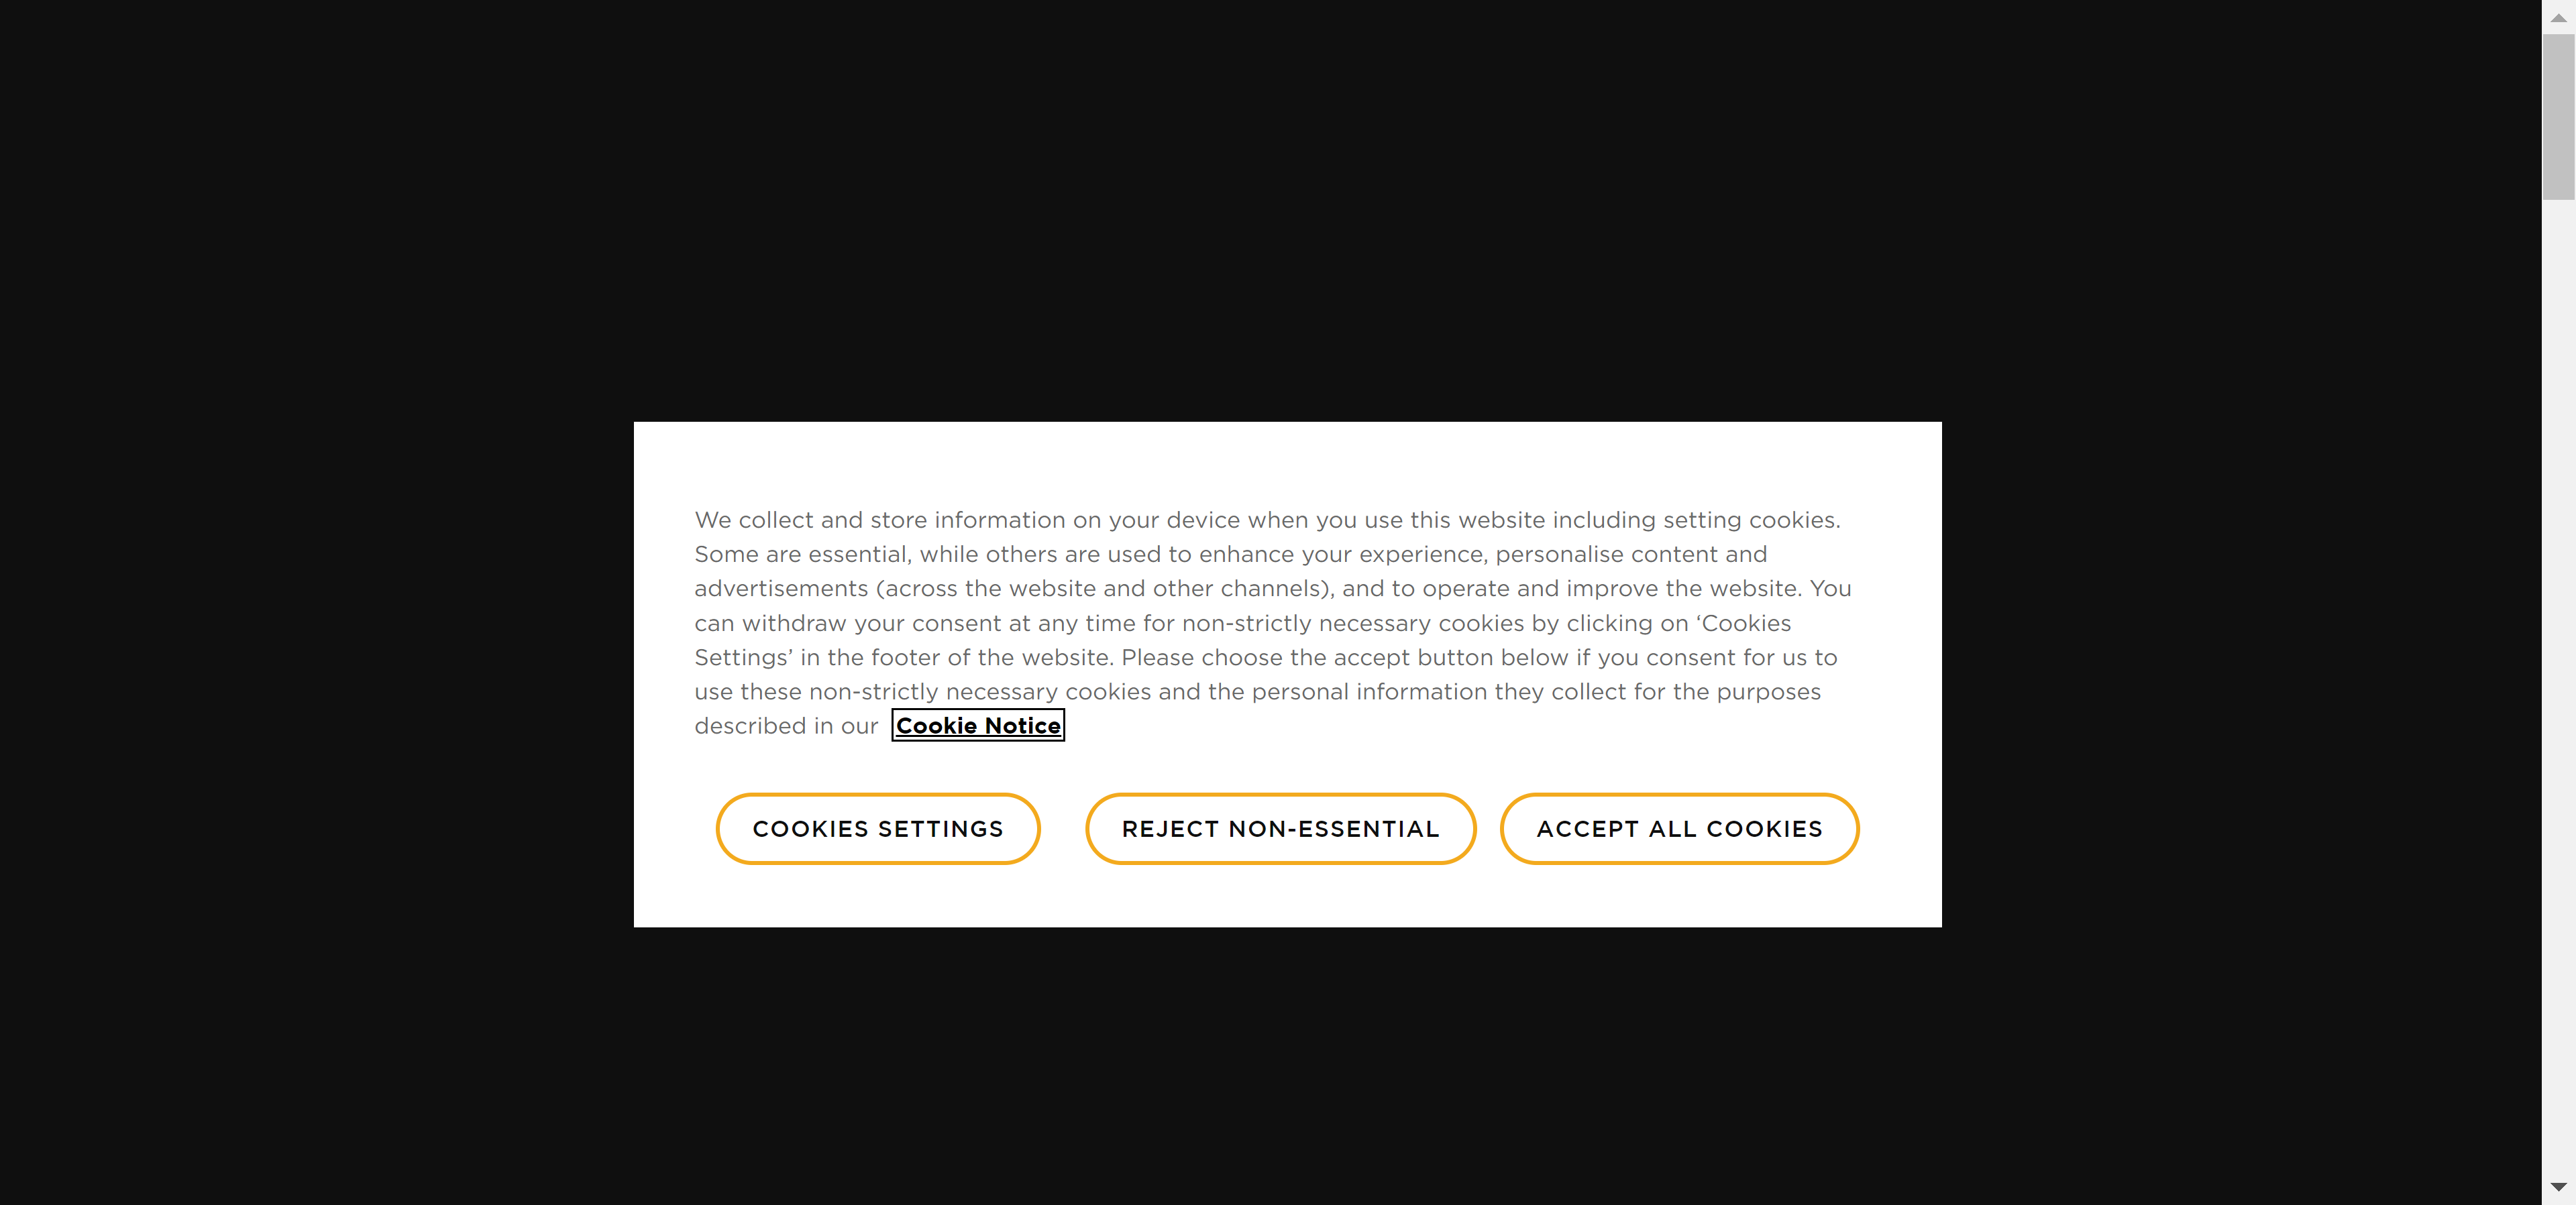 We collect and store information on your device when you use this website including setting cookies.
Some are essential, while others are used to enhance your experience, personalise content and
advertisements (across the website and other channels), and to operate and improve the website. You
can withdraw your consent at any time for non-strictly necessary cookies by clicking on ‘Cookies
Settings’ in the footer of the website. Please choose the accept button below if you consent for us to
use these non-strictly necessary cookies and the personal information they collect for the purposes
described in our Cookie Notice
COOKIES SETTINGS REJECT NON-ESSENTIAL ACCEPT ALL COOKIES